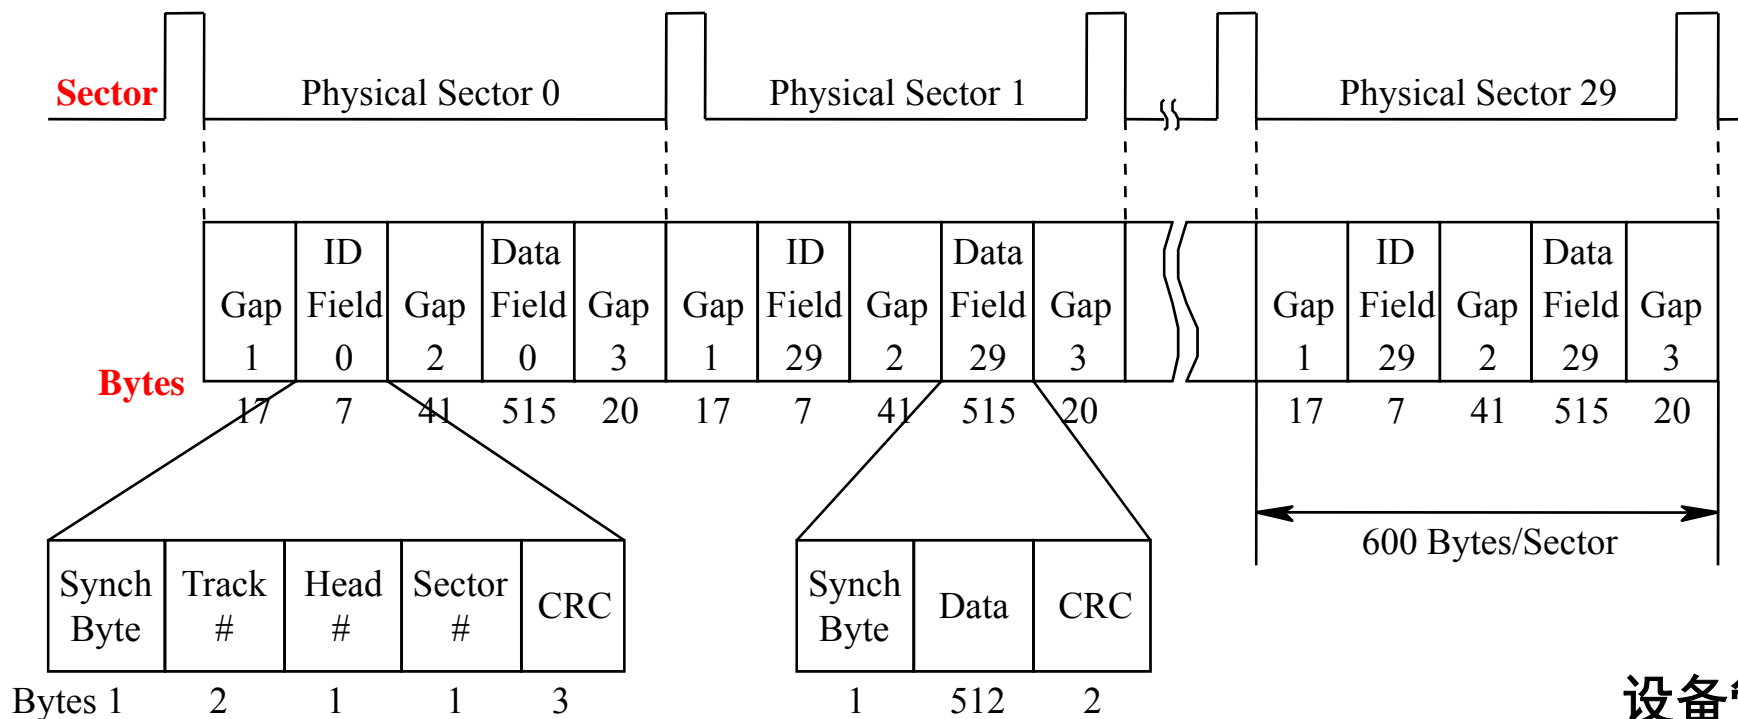 Sector Physical Sector 0 Physical Sector 1 Physical Sector 29
ID Data ID Data ID Data
Gap Field Gap Field Gap Gap Field Gap Field Gap Gap Field Gap Field Gap
1 0 2 0 3 1 29 2 29 3 1 29 2 29 3
Bytes
17 7 41 515 20 17 7 41 515 20 17 7 41 515 20
600 Bytes/Sector
Synch Track Head Sector CRC Synch Data CRC
Byte # # # Byte
Bytes 1 2 1 1 3 1 512 2
设备